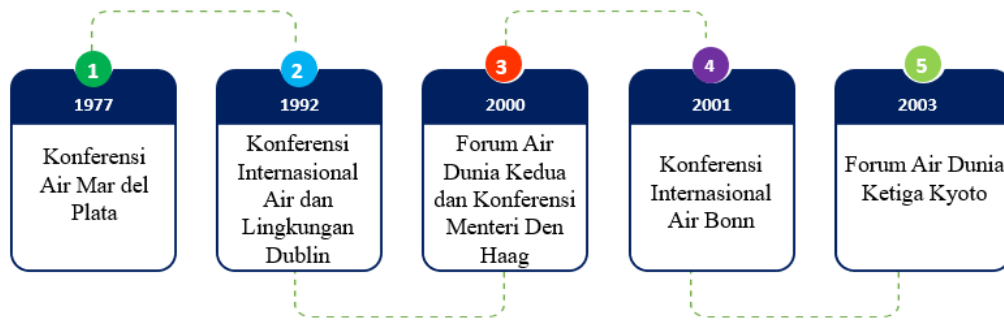 1
1977
Konferensi
Air Mar del
Plata
2
1992
Konferensi
Internasional
Air dan
Lingkungan
Dublin
3
2000
Forum Air
Dunia Kedua
dan Konferensi
Menteri Den
Haag
4
2001
Konferensi
Internasional
Air Bonn
5
2003
Forum Air Dunia
Ketiga Kyoto